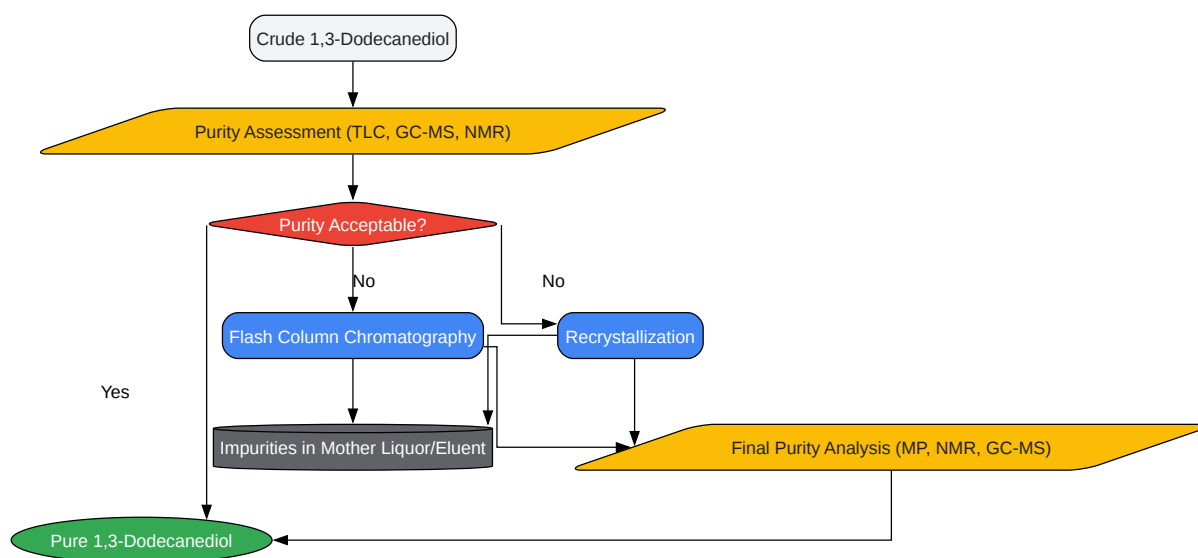 Crude 1,3-Dodecanediol
Purity Assessment (TLC, GC-MS, NMR)
Purity Acceptable?
No
No
Flash Column Chromatography
Recrystallization
Yes
Impurities in Mother Liquor/Eluent
Final Purity Analysis (MP, NMR, GC-MS)
Pure 1,3-Dodecanediol